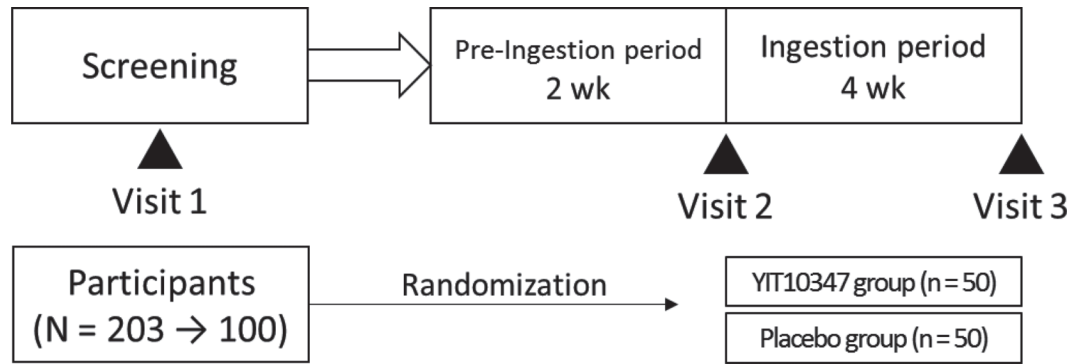 Screening
Pre-Ingestion period
2 wk
Ingestion period
4 wk
Visit 1
Visit 2
Visit 3
Participants
(N = 203 → 100)
Randomization
YIT10347 group (n = 50)
Placebo group (n = 50)